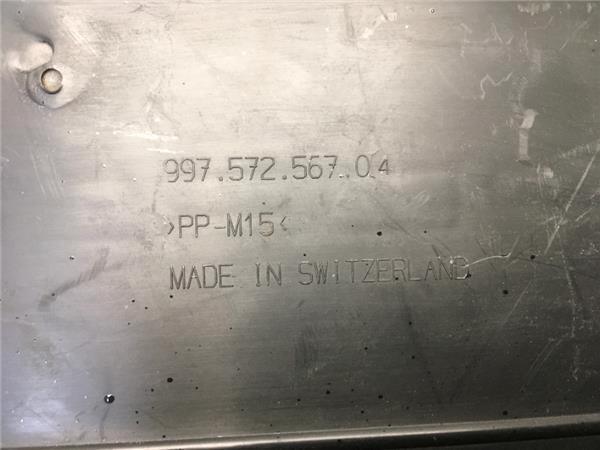 997.572.567.04
>PP-M15<
MADE IN SWITZERLAND